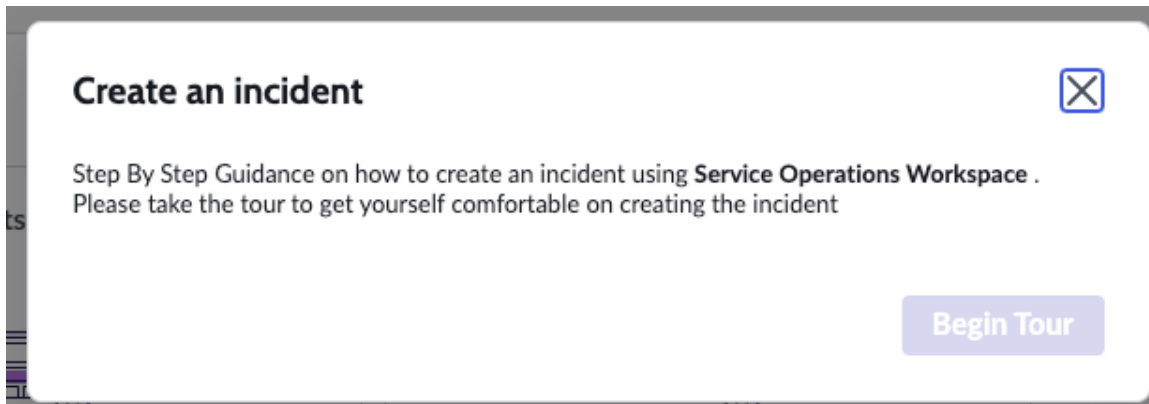 Create an incident
Step By Step Guidance on how to create an incident using Service Operations Workspace .
Please take the tour to get yourself comfortable on creating the incident
ts
Begin Tour